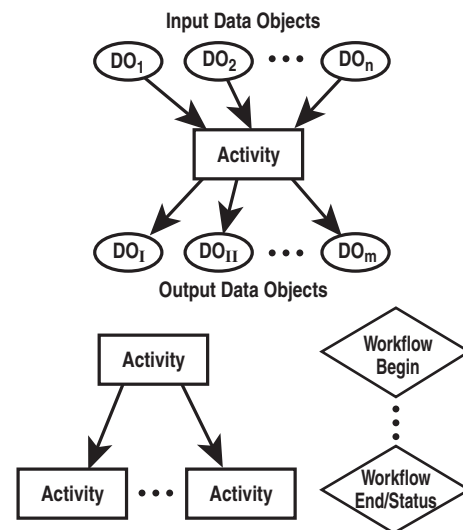 Input Data Objects
DO1 DO2 DOn
Activity
DOI DOII DOm
Output Data Objects
Activity
Workflow
Begin
Activity Activity
Workflow
End/Status